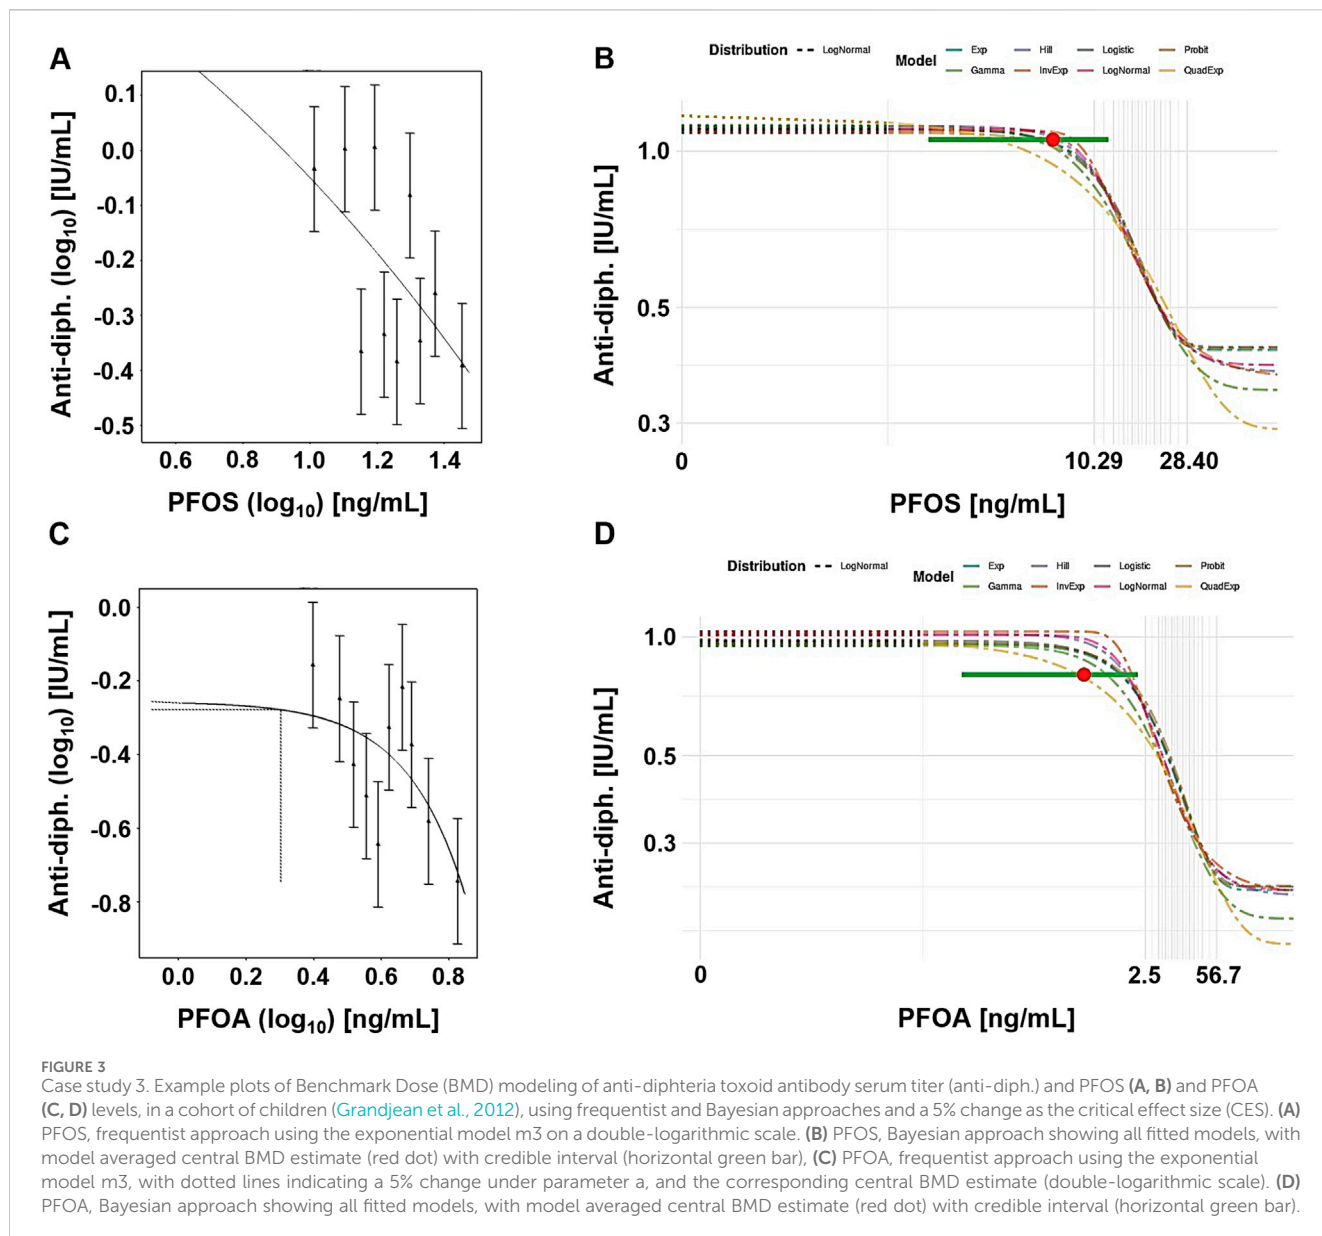 A
Anti-diph. (log10) [IU/mL]
0.1
0.0
-0.1
-0.2
-0.3
-0.4
-0.5
0.6 0.8 1.0 1.2 1.4
PFOS (log10) [ng/mL]
B
Distribution LogNormal Model Exp Hill Logistic Probit
Gamma InvExp LogNormal QuadExp
Anti-diph. [IU/mL]
1.0
0.5
0.3
0 10.29 28.40
PFOS [ng/mL]
C
Anti-diph. (log10) [IU/mL]
0.0
-0.2
-0.4
-0.6
-0.8
0.0 0.2 0.4 0.6 0.8
PFOA (log10) [ng/mL]
D
Distribution LogNormal Model Exp Hill Logistic Probit
Gamma InvExp LogNormal QuadExp
Anti-diph. [IU/mL]
1.0
0.5
0.3
0 2.5 56.7
PFOA [ng/mL]
FIGURE 3
Case study 3. Example plots of Benchmark Dose (BMD) modeling of anti-diphteria toxoid antibody serum titer (anti-diph.) and PFOS (A, B) and PFOA
(C, D) levels, in a cohort of children (Grandjean et al., 2012), using frequentist and Bayesian approaches and a 5% change as the critical effect size (CES). (A)
PFOS, frequentist approach using the exponential model m3 on a double-logarithmic scale. (B) PFOS, Bayesian approach showing all fitted models, with
model averaged central BMD estimate (red dot) with credible interval (horizontal green bar), (C) PFOA, frequentist approach using the exponential
model m3, with dotted lines indicating a 5% change under parameter a, and the corresponding central BMD estimate (double-logarithmic scale). (D)
PFOA, Bayesian approach showing all fitted models, with model averaged central BMD estimate (red dot) with credible interval (horizontal green bar).